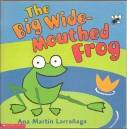 The
Big Wide-
Mouthed
Frog
Ana Martín Larrañaga